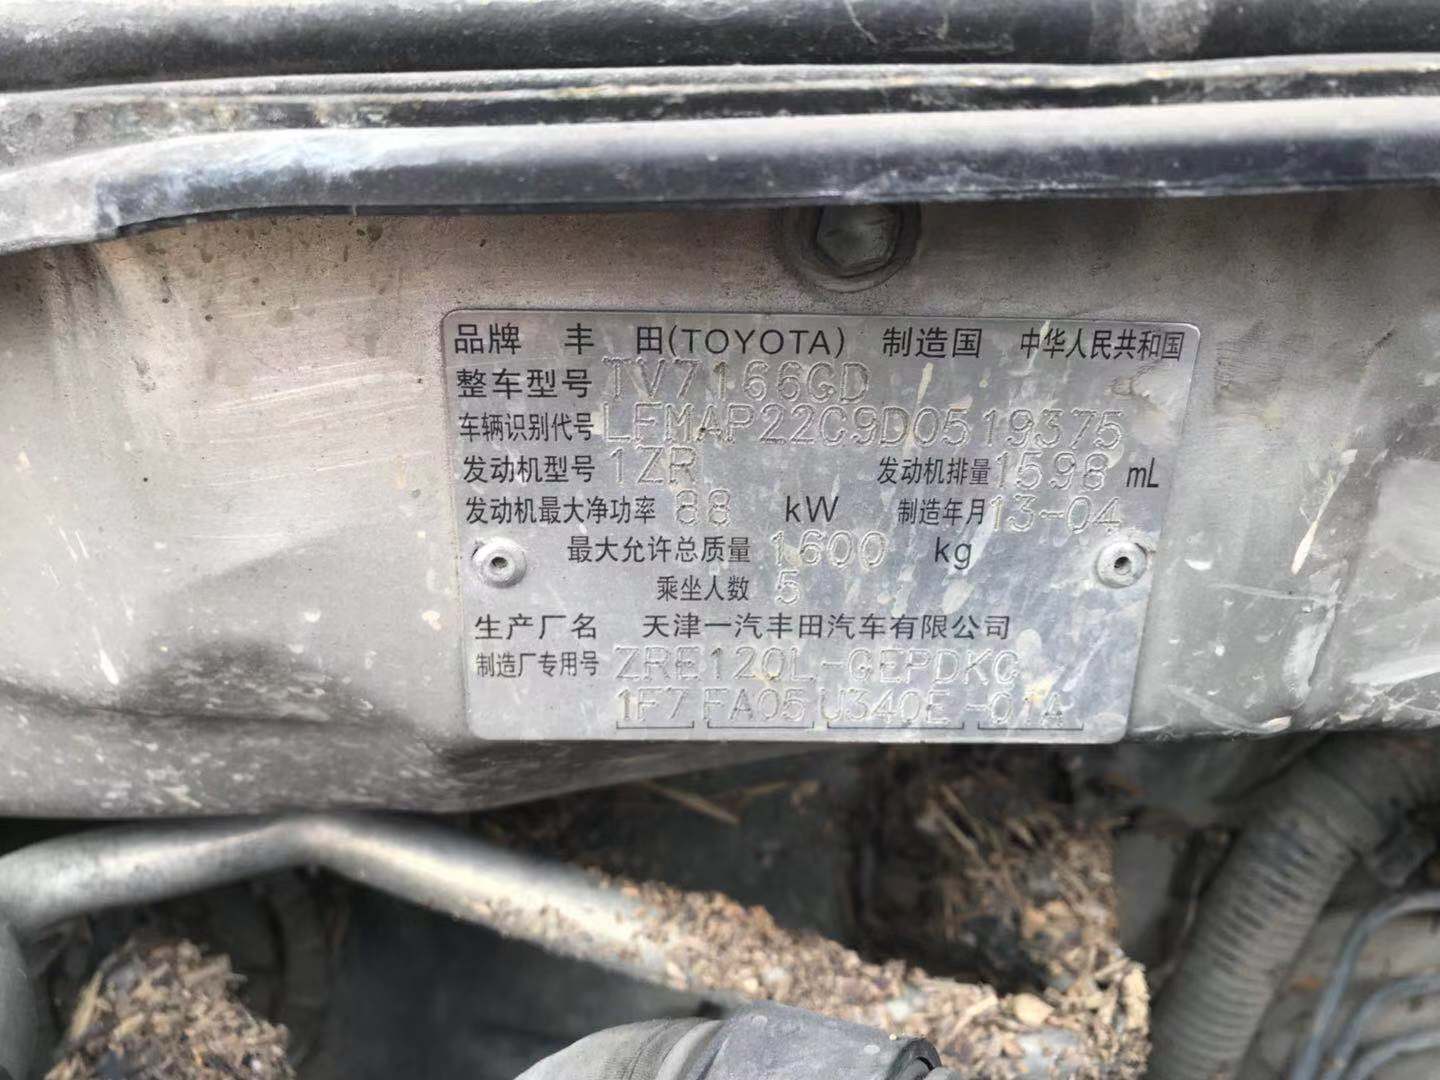 品牌 丰 田(TOYOTA) 制造国 中华人民共和国
整车型号 TV7166GD
车辆识别代号 LFMAP22C9D0519375
发动机型号 1ZR 发动机排量 1598 mL
发动机最大净功率 88 kW 制造年月 13-04
最大允许总质量 1600 kg
乘坐人数 5
生产厂名 天津一汽丰田汽车有限公司
制造厂专用号 ZRE120L-GEPDKC
1F7 FA05 U340E -01A